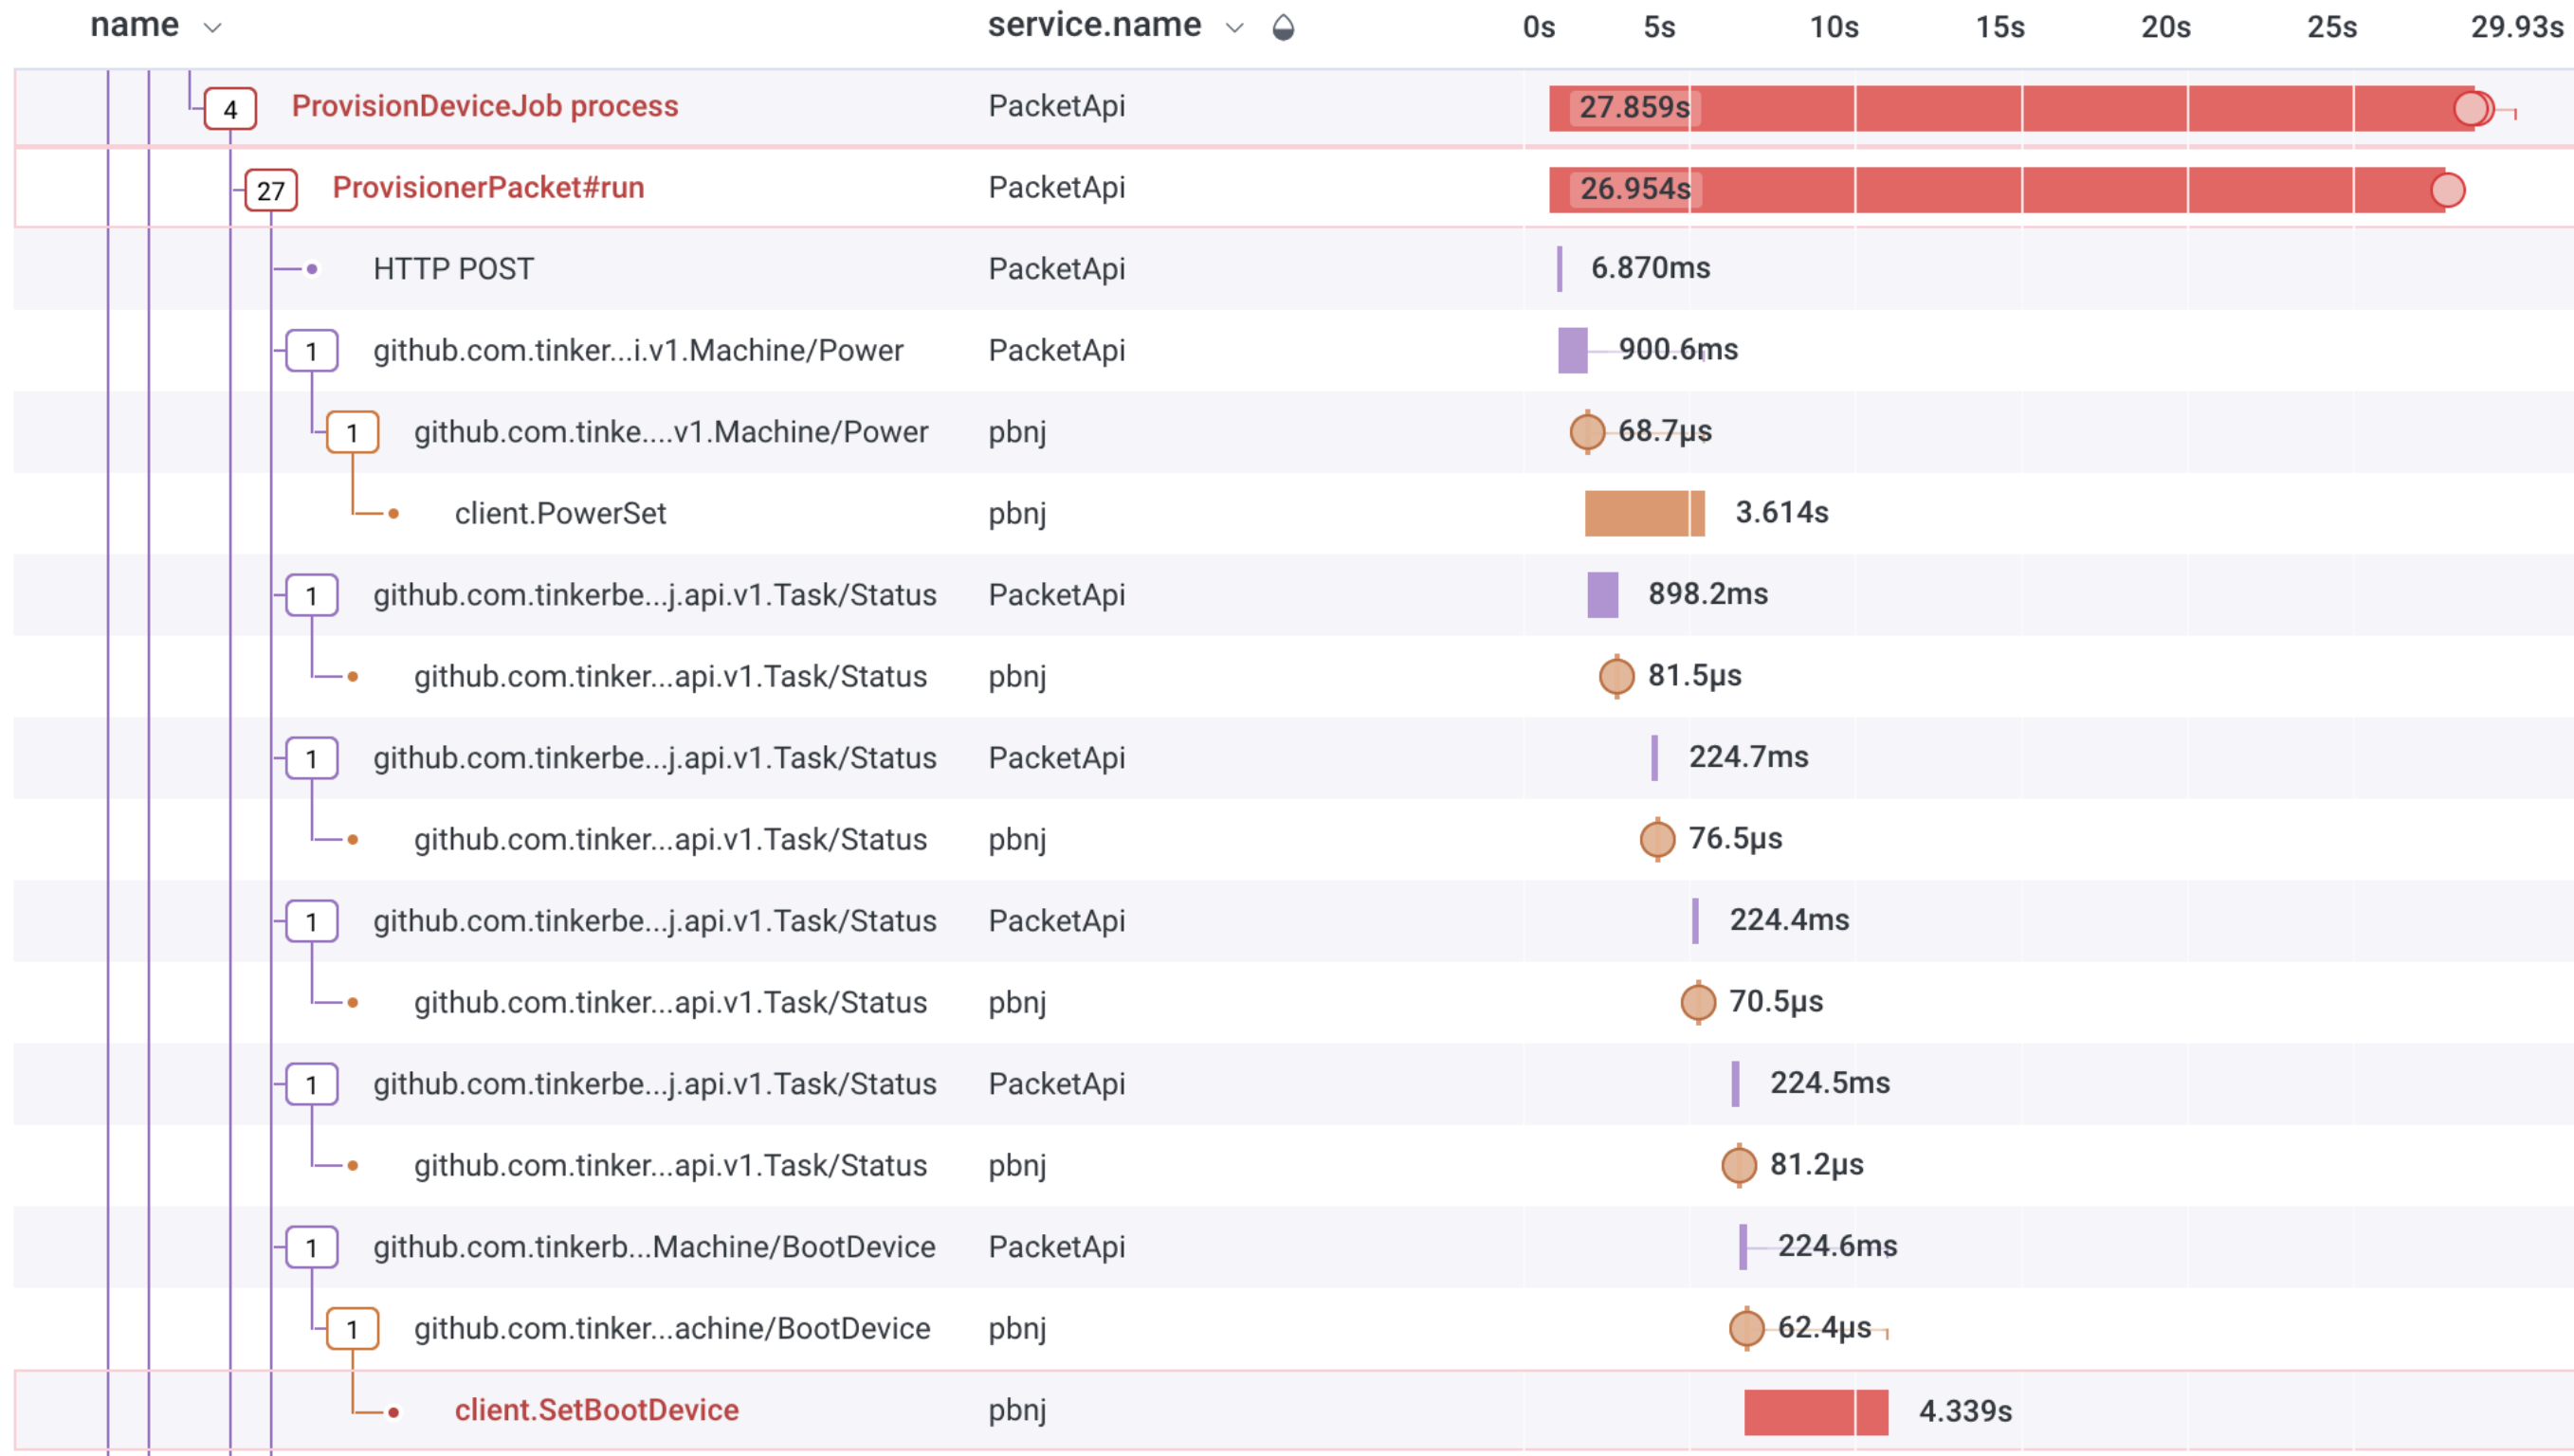 name service.name 0s 5s 10s 15s 20s 25s 29.93s
4 ProvisionDeviceJob process PacketApi 27.859s
27 ProvisionerPacket#run PacketApi 26.954s
HTTP POST PacketApi 6.870ms
1 github.com.tinker...i.v1.Machine/Power PacketApi 900.6ms
1 github.com.tinke....v1.Machine/Power pbnj 68.7µs
client.PowerSet pbnj 3.614s
1 github.com.tinkerbe...j.api.v1.Task/Status PacketApi 898.2ms
github.com.tinker...api.v1.Task/Status pbnj 81.5µs
1 github.com.tinkerbe...j.api.v1.Task/Status PacketApi 224.7ms
github.com.tinker...api.v1.Task/Status pbnj 76.5µs
1 github.com.tinkerbe...j.api.v1.Task/Status PacketApi 224.4ms
github.com.tinker...api.v1.Task/Status pbnj 70.5µs
1 github.com.tinkerbe...j.api.v1.Task/Status PacketApi 224.5ms
github.com.tinker...api.v1.Task/Status pbnj 81.2µs
1 github.com.tinkerb...Machine/BootDevice PacketApi 224.6ms
1 github.com.tinker...achine/BootDevice pbnj 62.4µs
client.SetBootDevice pbnj 4.339s